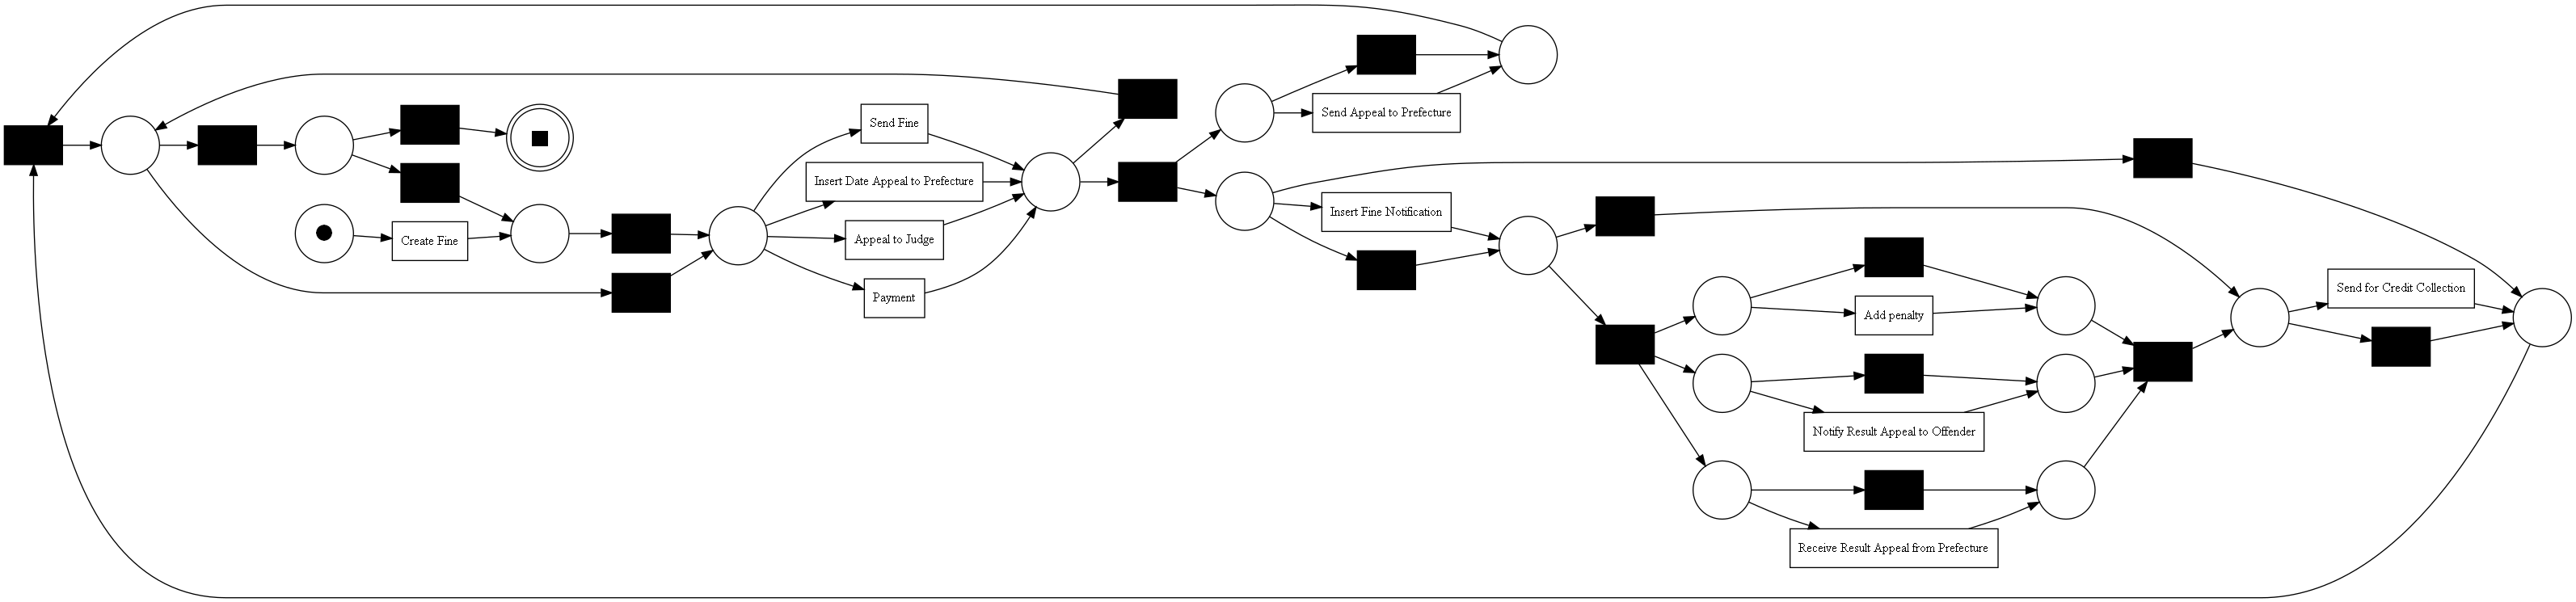 Send Fine
Send Appeal to Prefecture
Insert Date Appeal to Prefecture
Insert Fine Notification
Create Fine
Appeal to Judge
Payment
Send for Credit Collection
Add penalty
Notify Result Appeal to Offender
Receive Result Appeal from Prefecture